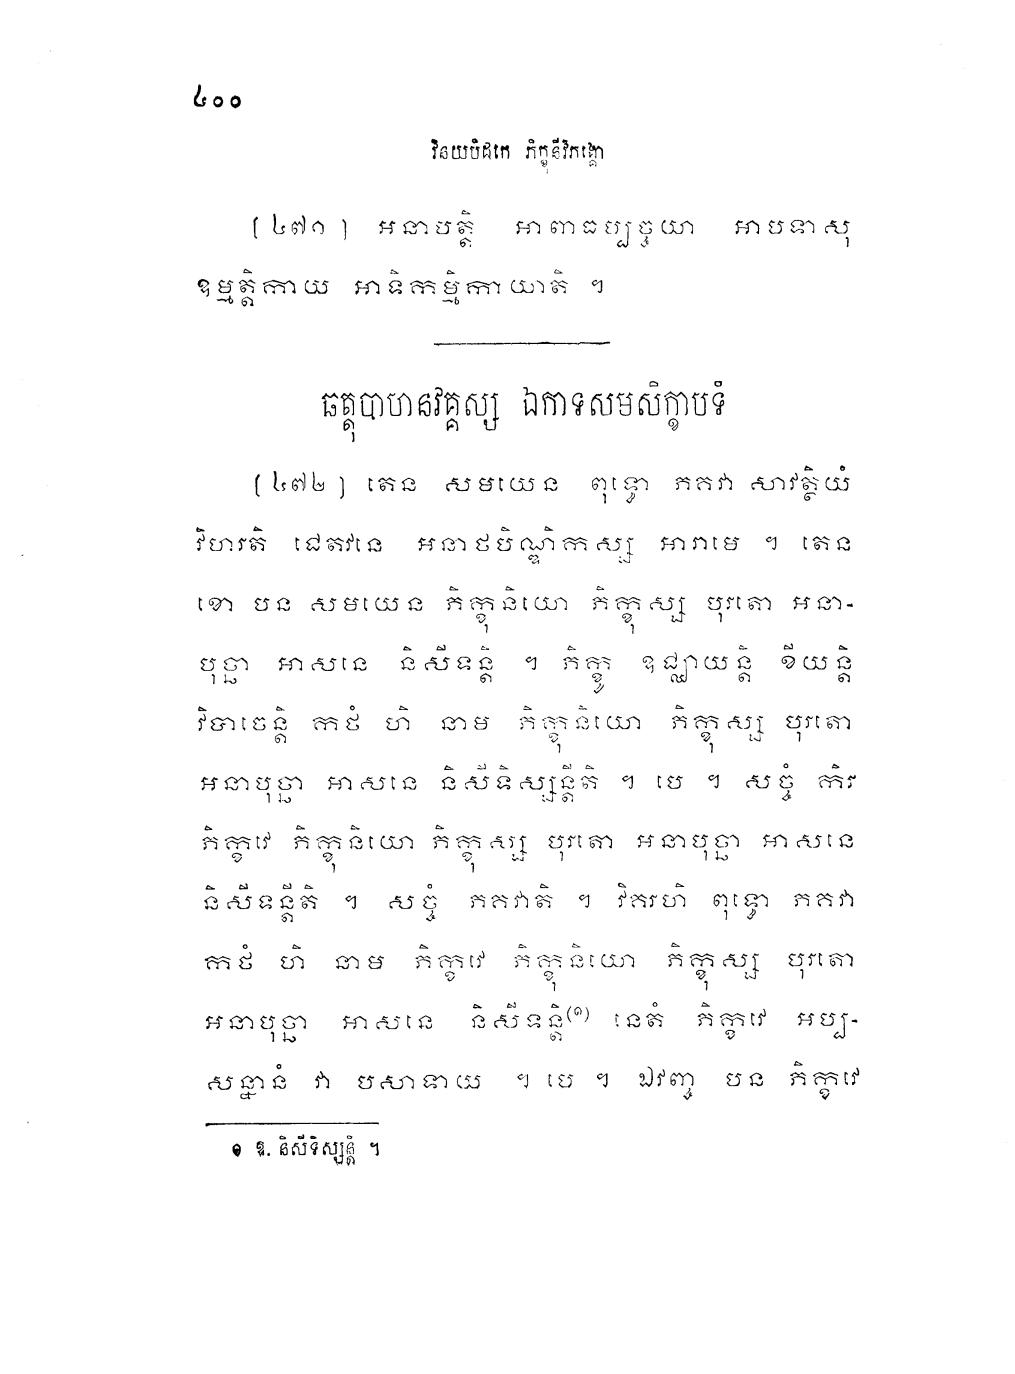 ៤០០
វិនយបិដកេ ភិក្ខុនីវិភង្គោ
[៤៧១] អនាបត្តិ អាពាធប្បច្ចយា អាបទាសុ
ឧម្មត្តិកាយ អាទិកម្មិកាយាតិ ។
ឆត្តុបាហនវគ្គស្ស ឯកាទសមសិក្ខាបទំ
[៤៧២] តេន សមយេន ពុទ្ធោ ភគវា សាវត្ថិយំ
វិហរតិ ជេតវនេ អនាថបិណ្ឌិកស្ស អារាមេ ។ តេន
ខោ បន សមយេន ភិក្ខុនិយោ ភិក្ខុស្ស បុរតោ អនា-
បុច្ឆា អាសនេ និសីទន្តិ ។ ភិក្ខូ ឧជ្ឈាយន្តិ ខីយន្តិ
វិបាចេន្តិ កថំ ហិ នាម ភិក្ខុនិយោ ភិក្ខុស្ស បុរតោ
អនាបុច្ឆា អាសនេ និសីទិស្សន្តីតិ ។ បេ ។ សច្ចំ កិរ
ភិក្ខវេ ភិក្ខុនិយោ ភិក្ខុស្ស បុរតោ អនាបុច្ឆា អាសនេ
និសីទន្តីតិ ។ សច្ចំ ភគវាតិ ។ វិគរហិ ពុទ្ធោ ភគវា
កថំ ហិ នាម ភិក្ខវេ ភិក្ខុនិយោ ភិក្ខុស្ស បុរតោ
អនាបុច្ឆា អាសនេ និសីទន្តិ(១) នេតំ ភិក្ខវេ អប្ប-
សន្នានំ វា បសាទាយ ។ បេ ។ ឯវញ្ច បន ភិក្ខវេ
១ ឱ. និសីទិស្សន្តំ ។